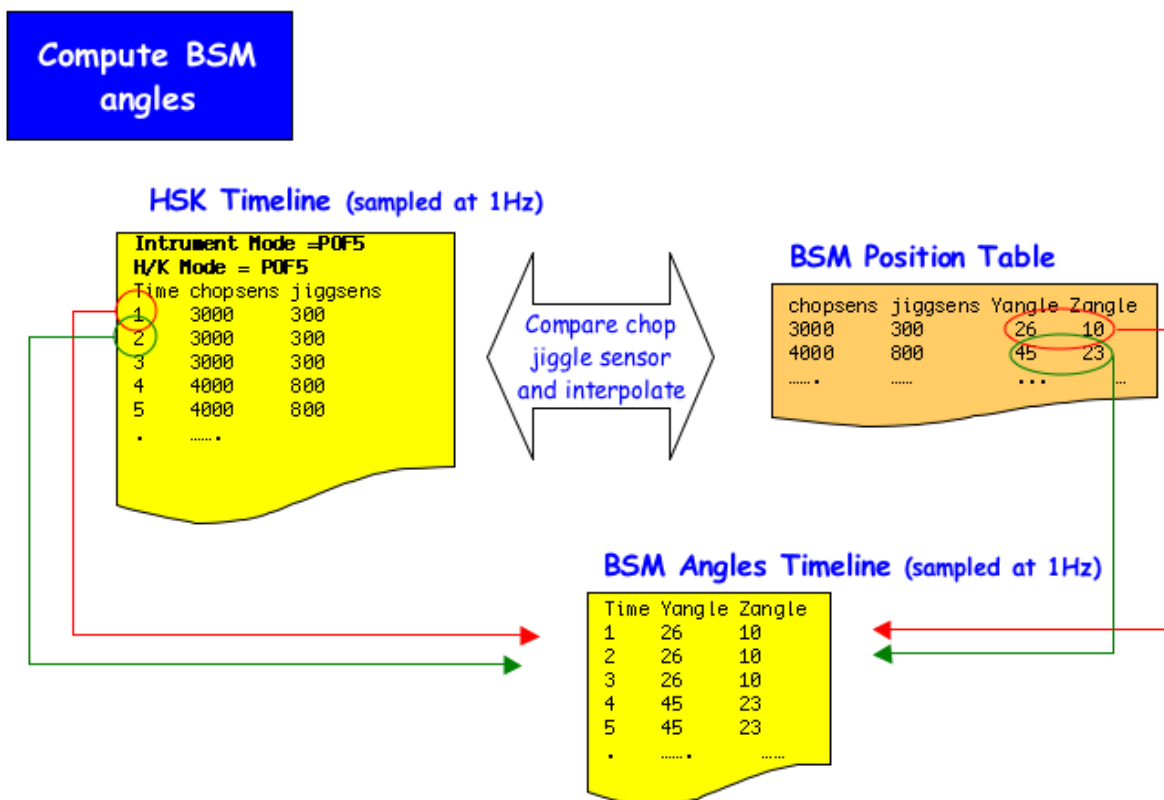 Compute BSM
angles
HSK Timeline (sampled at 1Hz)
Intrument Mode =POF5
H/K Mode = POF5
Time chopsens jiggsens
1 3000 300
2 3000 300
3 3000 300
4 4000 800
5 4000 800
. .......
Compare chop
jiggle sensor
and interpolate
BSM Position Table
chopsens jiggsens Yangle Zangle
3000 300 26 10
4000 800 45 23
....... ...... ... ...
BSM Angles Timeline (sampled at 1Hz)
Time Yangle Zangle
1 26 10
2 26 10
3 26 10
4 45 23
5 45 23
. ....... ......